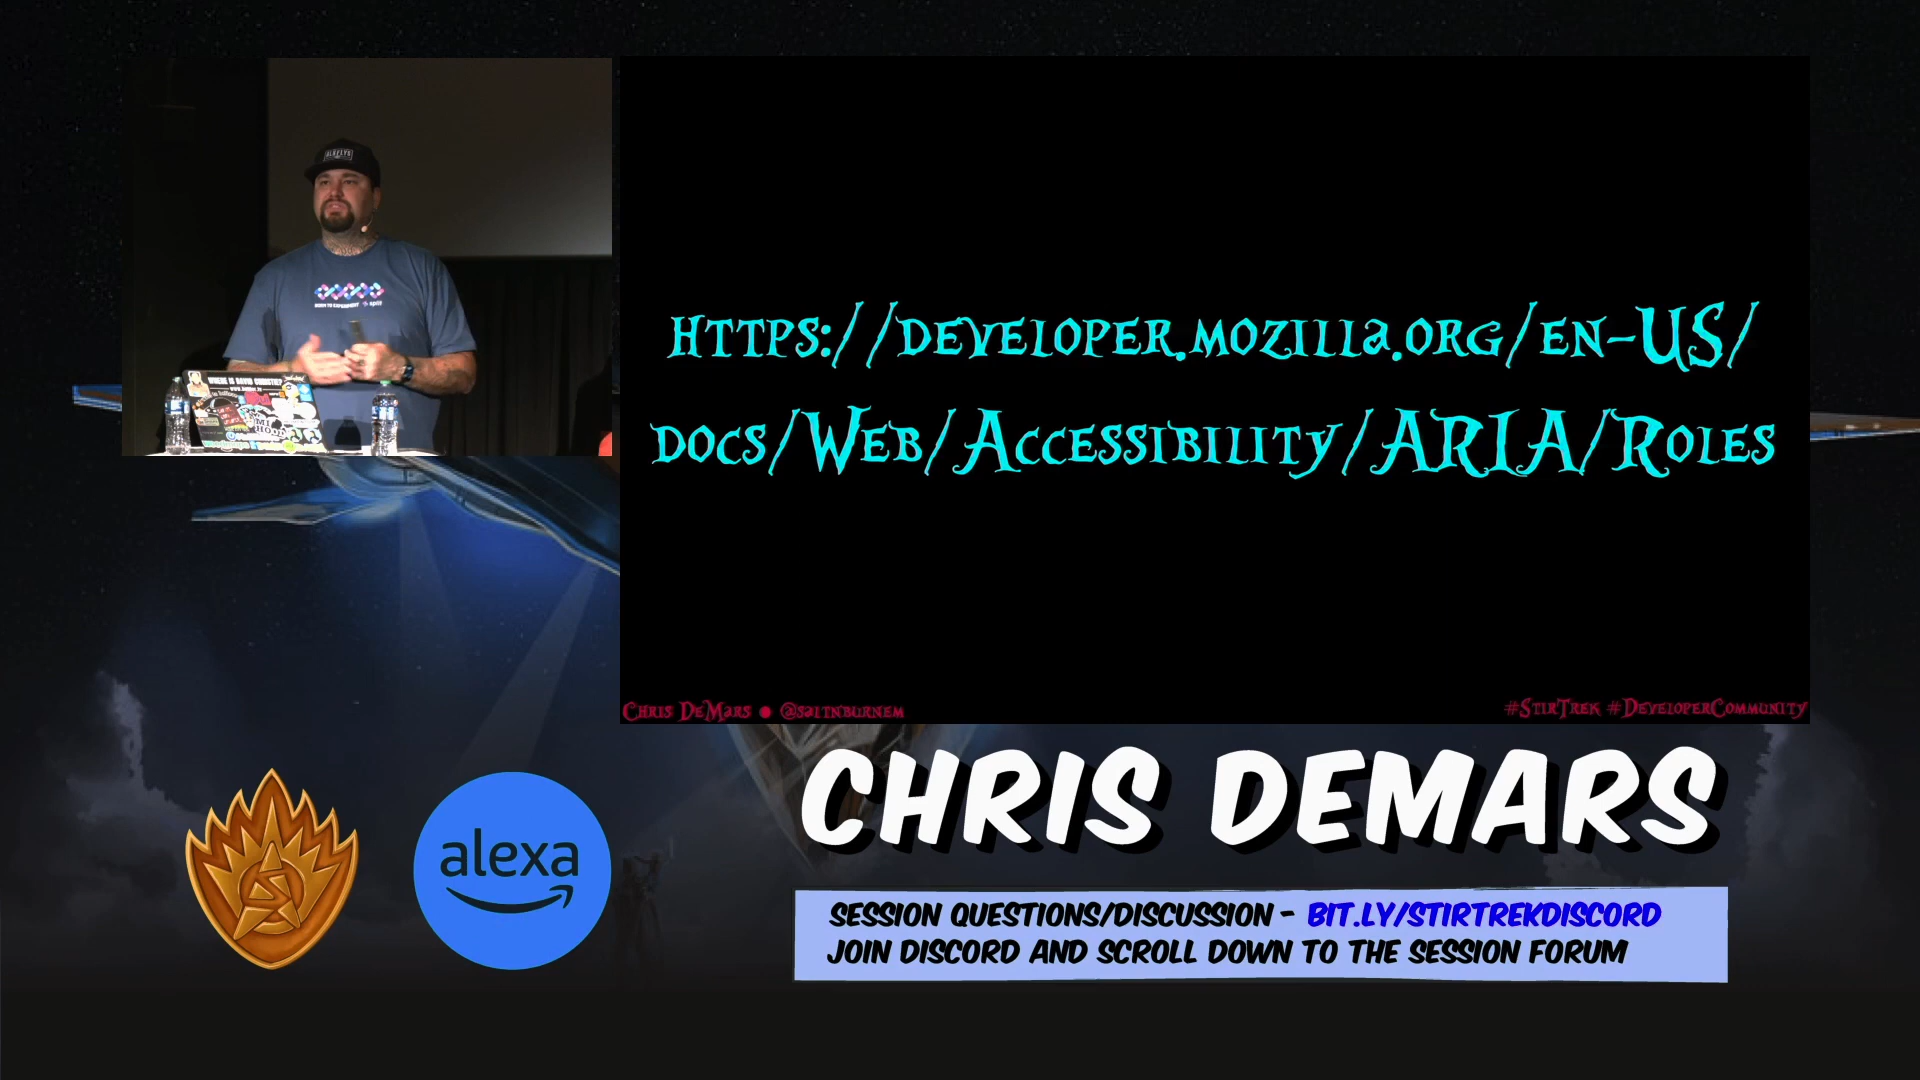 Https://developer.mozilla.org/en-US/
docs/Web/Accessibility/ARIA/Roles
Chris DeMars ● @saltnburnem
#StirTrek #DeveloperCommunity
CHRIS DEMARS
SESSION QUESTIONS/DISCUSSION - BIT.LY/STIRTREKDISCORD
JOIN DISCORD AND SCROLL DOWN TO THE SESSION FORUM
alexa